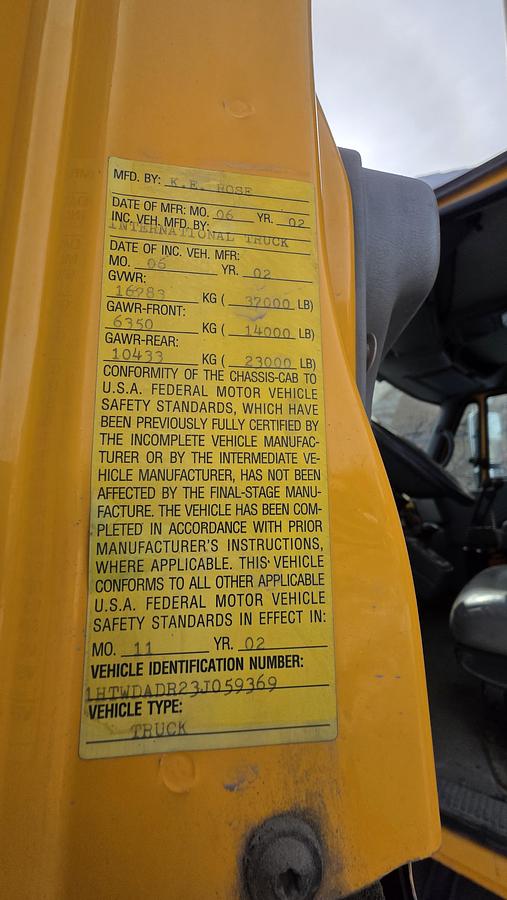 MFD. BY: K.E. ROSE
DATE OF MFR: MO. 06 YR. 02
INC. VEH. MFD. BY:
INTERNATIONAL TRUCK
DATE OF INC. VEH. MFR:
MO. 06 YR. 02
GVWR:
16783 KG ( 37000 LB)
GAWR-FRONT:
6350 KG ( 14000 LB)
GAWR-REAR:
10433 KG ( 23000 LB)
CONFORMITY OF THE CHASSIS-CAB TO
U.S.A. FEDERAL MOTOR VEHICLE
SAFETY STANDARDS, WHICH HAVE
BEEN PREVIOUSLY FULLY CERTIFIED BY
THE INCOMPLETE VEHICLE MANUFAC-
TURER OR BY THE INTERMEDIATE VE-
HICLE MANUFACTURER, HAS NOT BEEN
AFFECTED BY THE FINAL-STAGE MANU-
FACTURE. THE VEHICLE HAS BEEN COM-
PLETED IN ACCORDANCE WITH PRIOR
MANUFACTURER'S INSTRUCTIONS,
WHERE APPLICABLE. THIS VEHICLE
CONFORMS TO ALL OTHER APPLICABLE
U.S.A. FEDERAL MOTOR VEHICLE
SAFETY STANDARDS IN EFFECT IN:
MO. 11 YR. 02
VEHICLE IDENTIFICATION NUMBER:
1HTWDADR23J059369
VEHICLE TYPE:
TRUCK